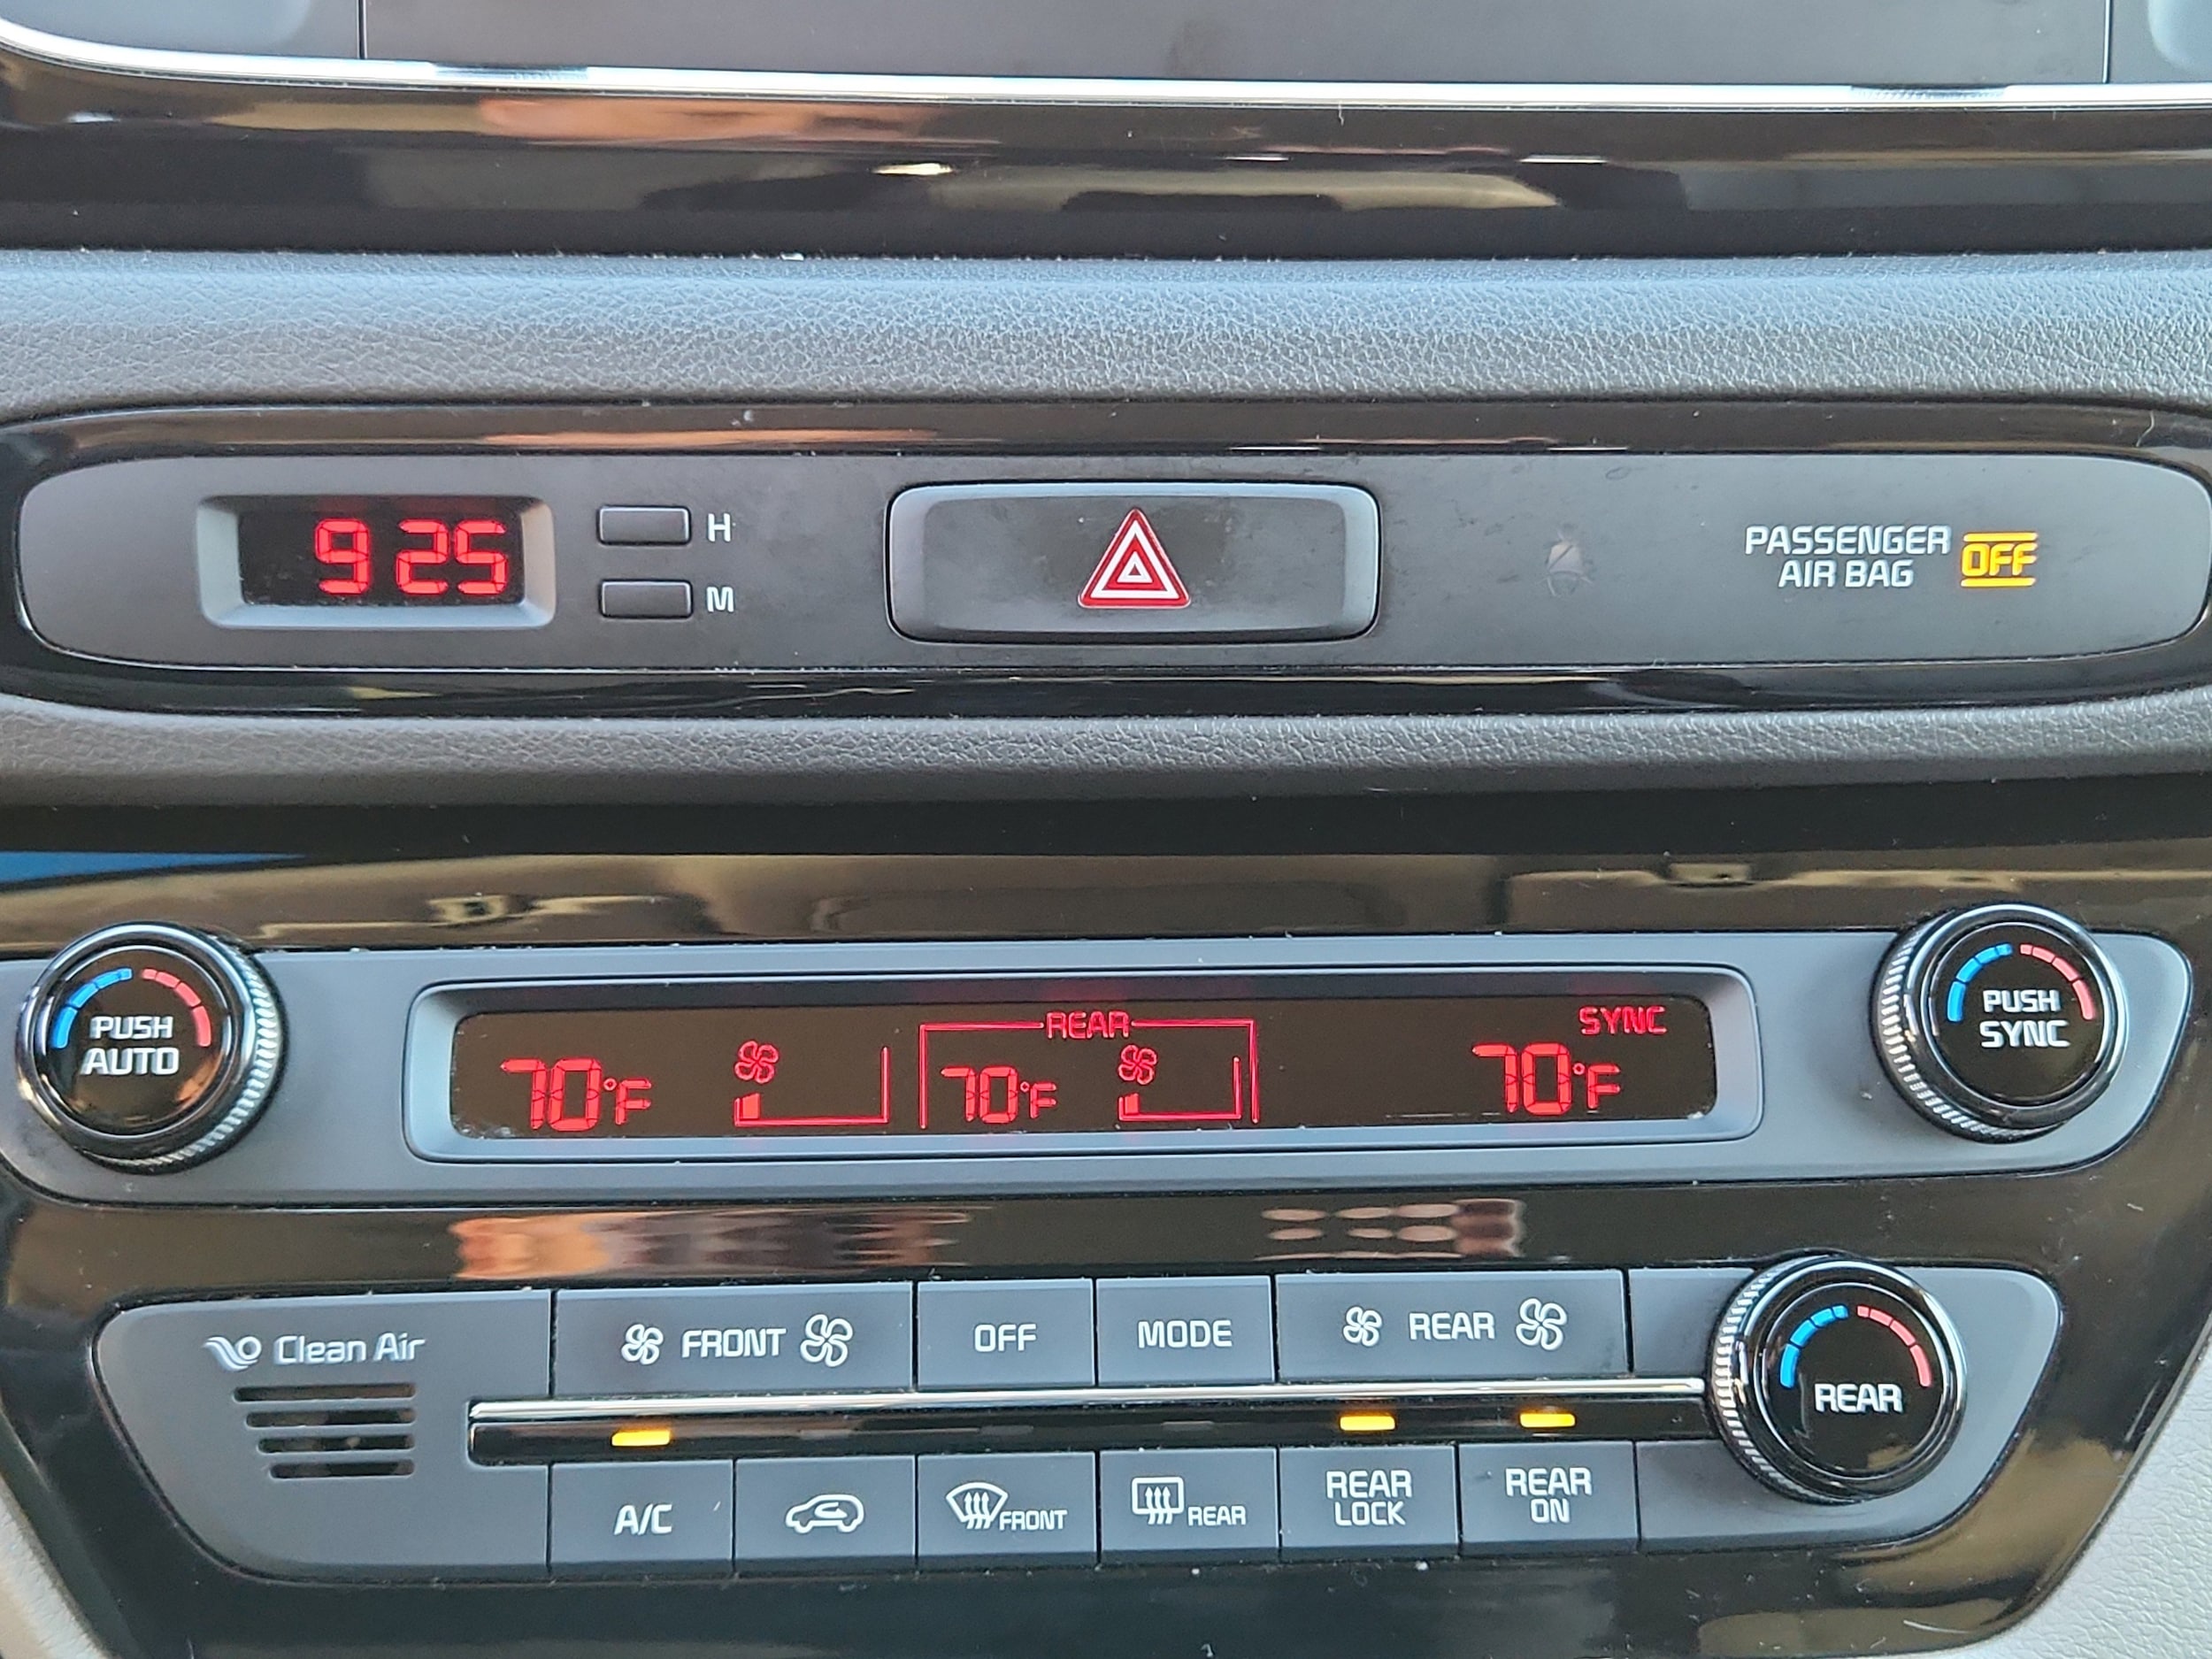 9 25
H
M
PASSENGER
AIR BAG
OFF
PUSH
AUTO
70°F
REAR
70°F
SYNC
70°F
PUSH
SYNC
Clean Air
FRONT
OFF
MODE
REAR
REAR
A/C
FRONT
REAR
REAR
LOCK
REAR
ON